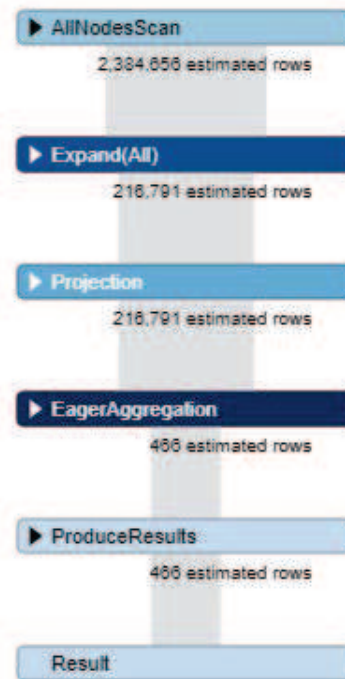 AllNodesScan
2,384,656 estimated rows
Expand(All)
216,791 estimated rows
Projection
216,791 estimated rows
EagerAggregation
466 estimated rows
ProduceResults
466 estimated rows
Result